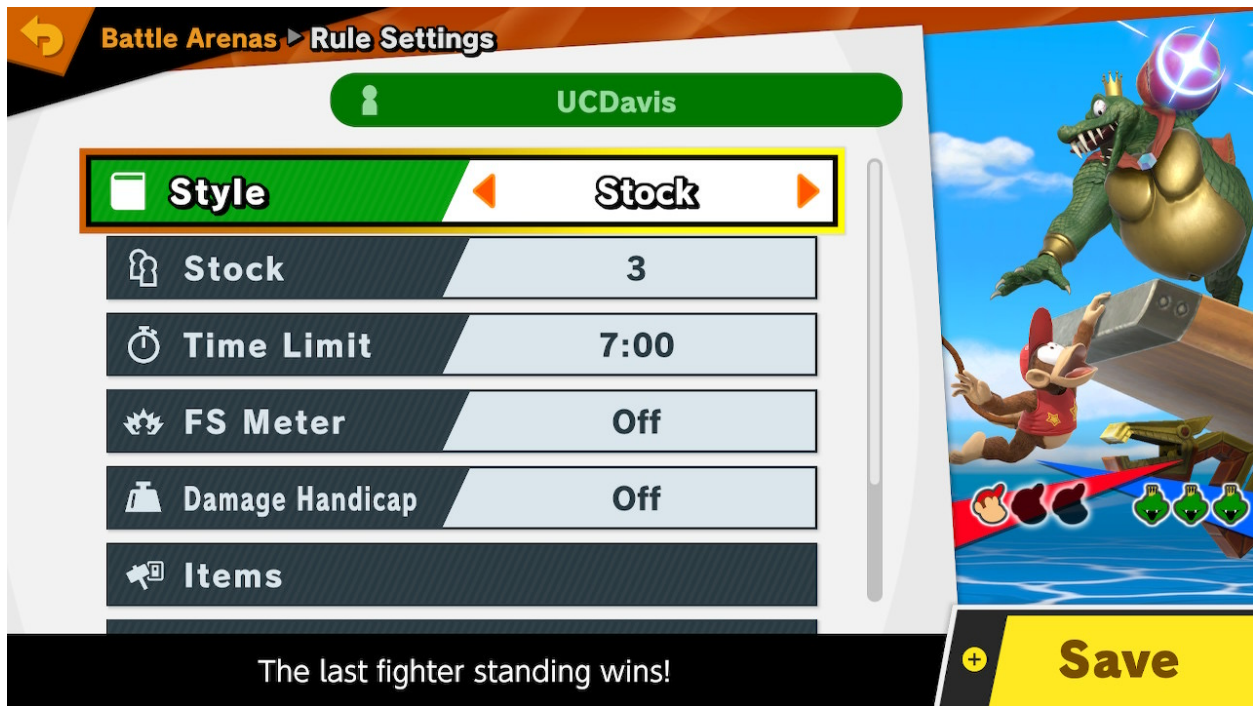 Battle Arenas ▶ Rule Settings
UCDavis
Style Stock
Stock 3
Time Limit 7:00
FS Meter Off
Damage Handicap Off
Items
The last fighter standing wins!
+ Save